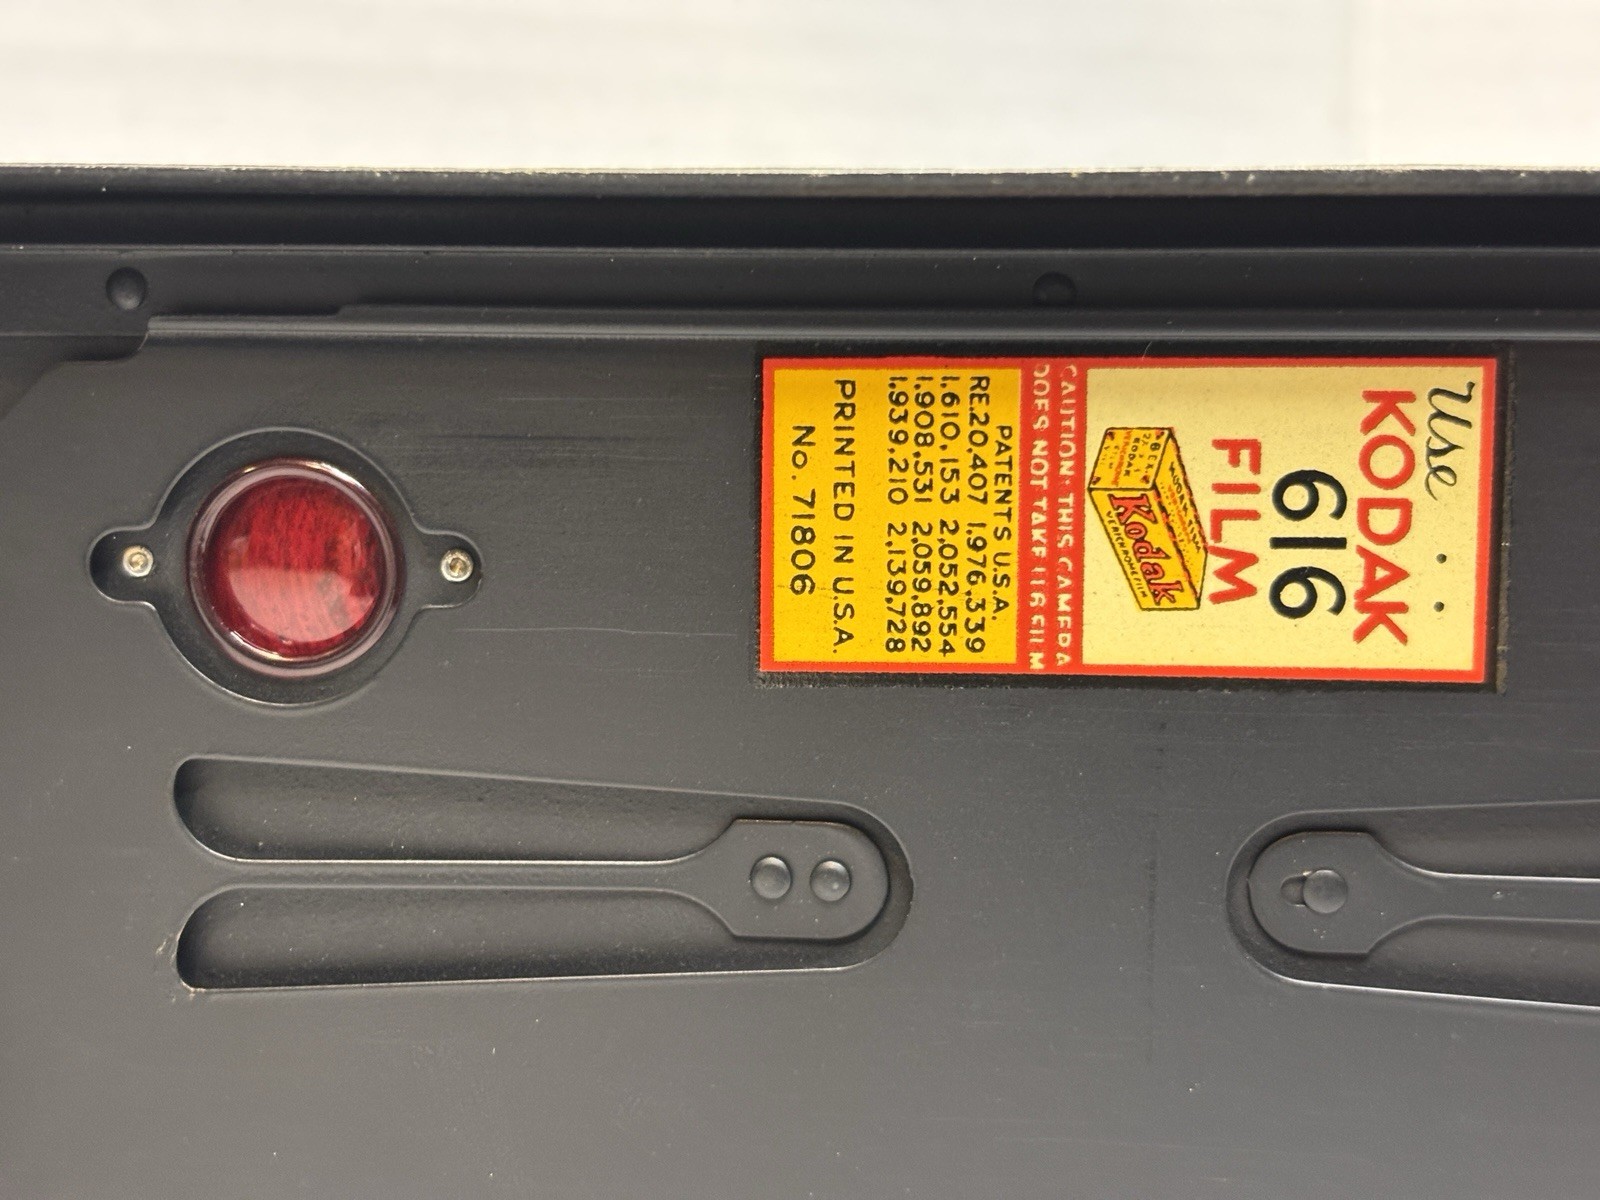 Use
KODAK
616
FILM
Kodak
VERICHROME FILM
CAUTION: THIS CAMERA
DOES NOT TAKE 116 FILM
PATENTS U.S.A.
RE.20,407 1,976,339
1,610,153 2,052,554
1,908,531 2,059,892
1,939,210 2,139,728
PRINTED IN U.S.A.
No. 71806